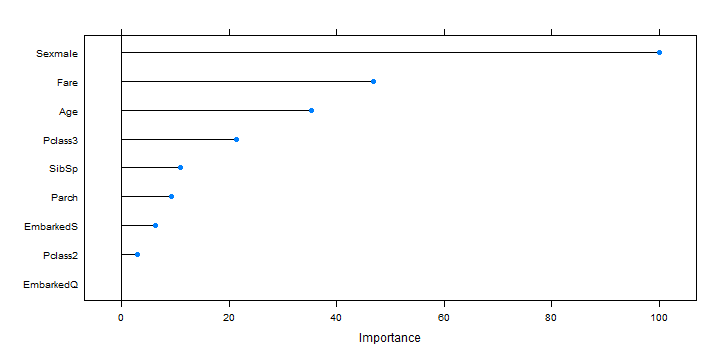 Sexmale
Fare
Age
Pclass3
SibSp
Parch
EmbarkedS
Pclass2
EmbarkedQ
0 20 40 60 80 100
Importance